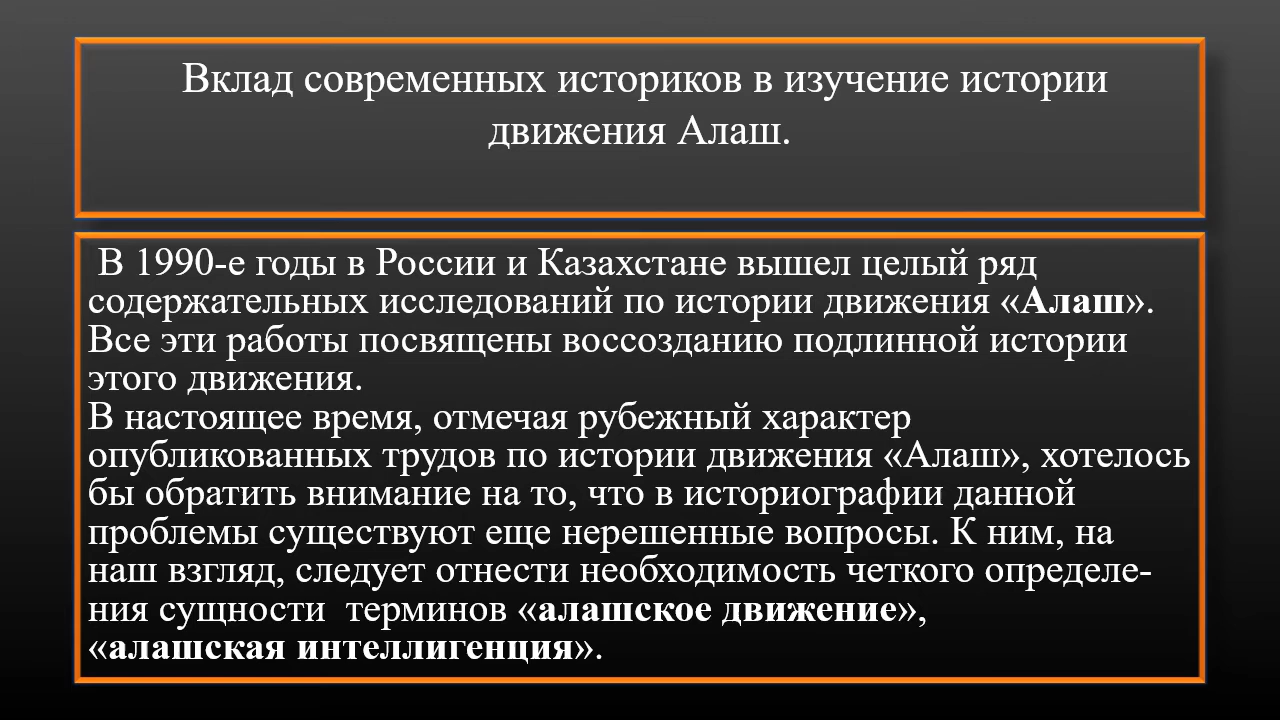 Вклад современных историков в изучение истории
движения Алаш.
В 1990-е годы в России и Казахстане вышел целый ряд
содержательных исследований по истории движения «Алаш».
Все эти работы посвящены воссозданию подлинной истории
этого движения.
В настоящее время, отмечая рубежный характер
опубликованных трудов по истории движения «Алаш», хотелось
бы обратить внимание на то, что в историографии данной
проблемы существуют еще нерешенные вопросы. К ним, на
наш взгляд, следует отнести необходимость четкого определе-
ния сущности  терминов «алашское движение»,
«алашская интеллигенция».